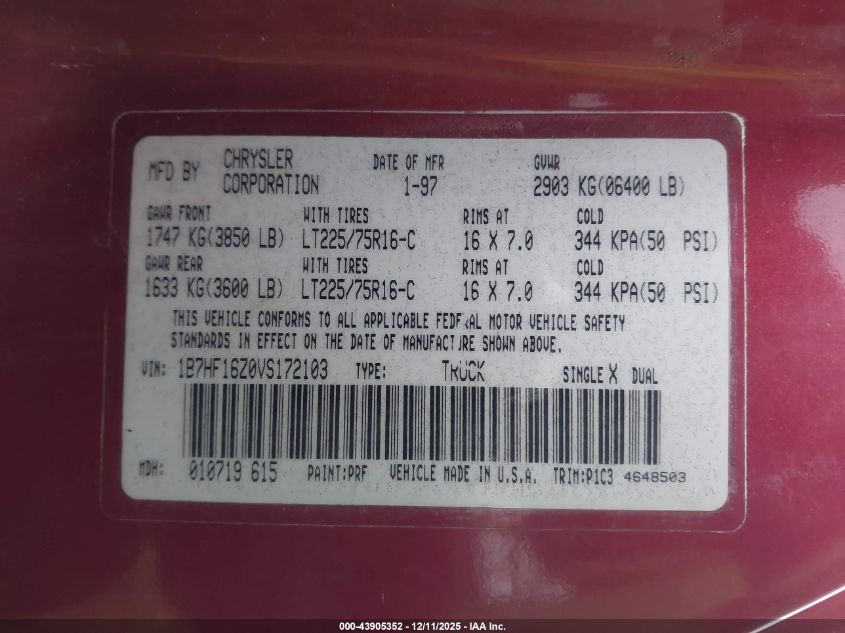 MFD BY CHRYSLER CORPORATION DATE OF MFR 1-97 GVWR 2903 KG(06400 LB)
GAWR FRONT WITH TIRES RIMS AT COLD
1747 KG(3850 LB) LT225/75R16-C 16 X 7.0 344 KPA(50 PSI)
GAWR REAR WITH TIRES RIMS AT COLD
1633 KG(3600 LB) LT225/75R16-C 16 X 7.0 344 KPA(50 PSI)
THIS VEHICLE CONFORMS TO ALL APPLICABLE FEDERAL MOTOR VEHICLE SAFETY
STANDARDS IN EFFECT ON THE DATE OF MANUFACTURE SHOWN ABOVE.
VIN: 1B7HF16Z0VS172103 TYPE: TRUCK SINGLE X DUAL
MDH: 010719 615 PAINT:PRF VEHICLE MADE IN U.S.A. TRIM:P1C3 4648503
000-43905352 - 12/11/2025 - IAA Inc.